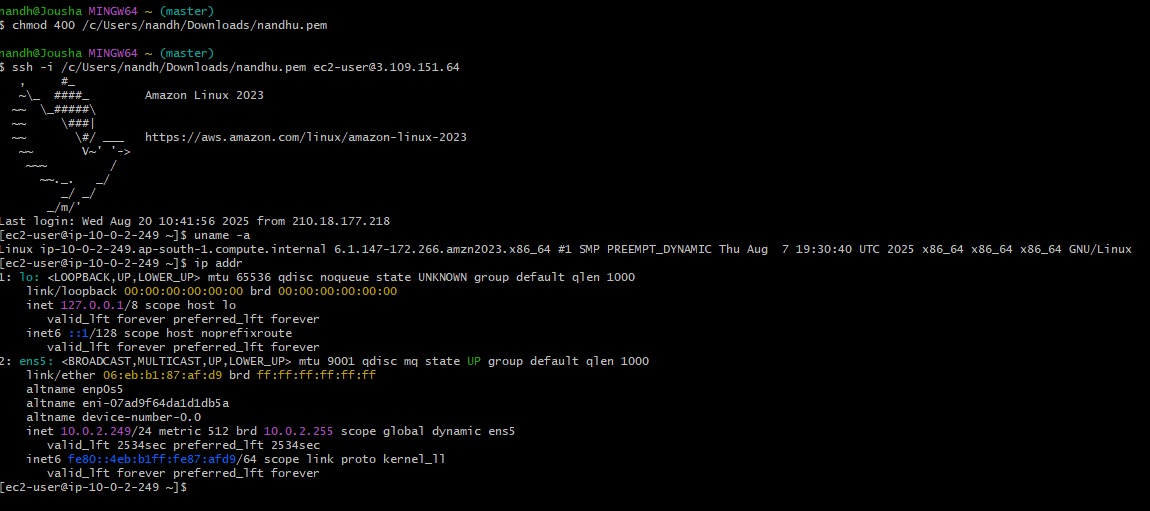 nandh@Jousha MINGW64 ~ (master)
$ chmod 400 /c/Users/nandh/Downloads/nandhu.pem

nandh@Jousha MINGW64 ~ (master)
$ ssh -i /c/Users/nandh/Downloads/nandhu.pem ec2-user@3.109.151.64
   ,     #_
   ~\_  ####_        Amazon Linux 2023
  ~~  \_#####\
  ~~     \###|
  ~~       \#/ ___   https://aws.amazon.com/linux/amazon-linux-2023
   ~~       V~' '->
    ~~~         /
      ~~._.   _/
         _/ _/
       _/m/'
Last login: Wed Aug 20 10:41:56 2025 from 210.18.177.218
[ec2-user@ip-10-0-2-249 ~]$ uname -a
Linux ip-10-0-2-249.ap-south-1.compute.internal 6.1.147-172.266.amzn2023.x86_64 #1 SMP PREEMPT_DYNAMIC Thu Aug  7 19:30:40 UTC 2025 x86_64 x86_64 x86_64 GNU/Linux
[ec2-user@ip-10-0-2-249 ~]$ ip addr
1: lo: <LOOPBACK,UP,LOWER_UP> mtu 65536 qdisc noqueue state UNKNOWN group default qlen 1000
    link/loopback 00:00:00:00:00:00 brd 00:00:00:00:00:00
    inet 127.0.0.1/8 scope host lo
       valid_lft forever preferred_lft forever
    inet6 ::1/128 scope host noprefixroute
       valid_lft forever preferred_lft forever
2: ens5: <BROADCAST,MULTICAST,UP,LOWER_UP> mtu 9001 qdisc mq state UP group default qlen 1000
    link/ether 06:eb:b1:87:af:d9 brd ff:ff:ff:ff:ff:ff
    altname enp0s5
    altname eni-07ad9f64da1d1db5a
    altname device-number-0.0
    inet 10.0.2.249/24 metric 512 brd 10.0.2.255 scope global dynamic ens5
       valid_lft 2534sec preferred_lft 2534sec
    inet6 fe80::4eb:b1ff:fe87:afd9/64 scope link proto kernel_ll
       valid_lft forever preferred_lft forever
[ec2-user@ip-10-0-2-249 ~]$